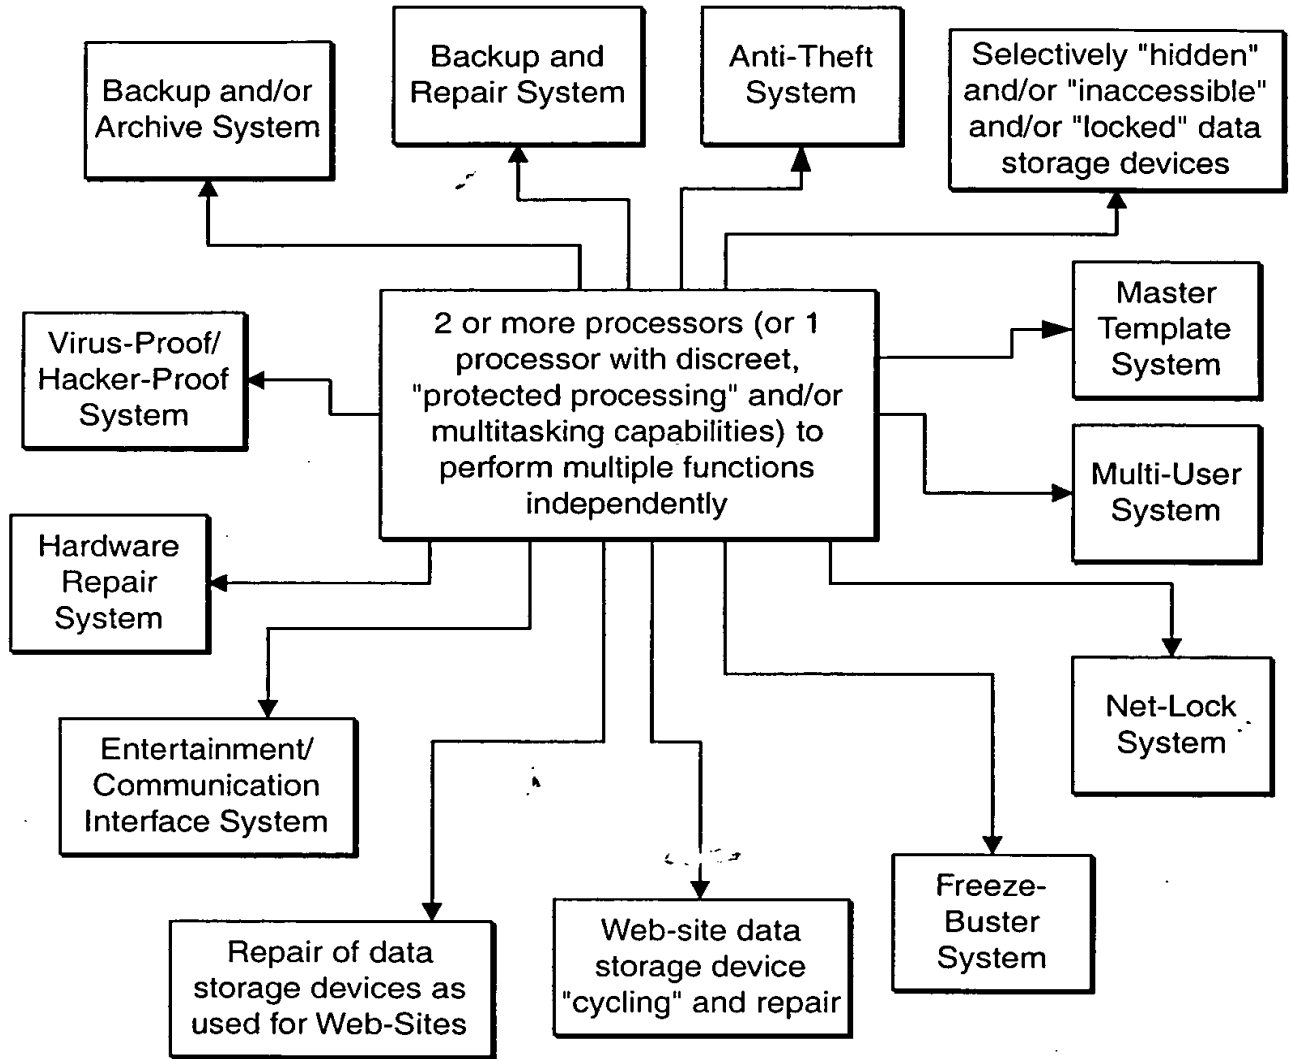 Backup and/or
Archive System
Backup and
Repair System
Anti-Theft
System
Selectively "hidden"
and/or "inaccessible"
and/or "locked" data
storage devices
Virus-Proof/
Hacker-Proof
System
2 or more processors (or 1
processor with discreet,
"protected processing" and/or
multitasking capabilities) to
perform multiple functions
independently
Master
Template
System
Multi-User
System
Hardware
Repair
System
Net-Lock
System
Entertainment/
Communication
Interface System
Freeze-
Buster
System
Repair of data
storage devices as
used for Web-Sites
Web-site data
storage device
"cycling" and repair